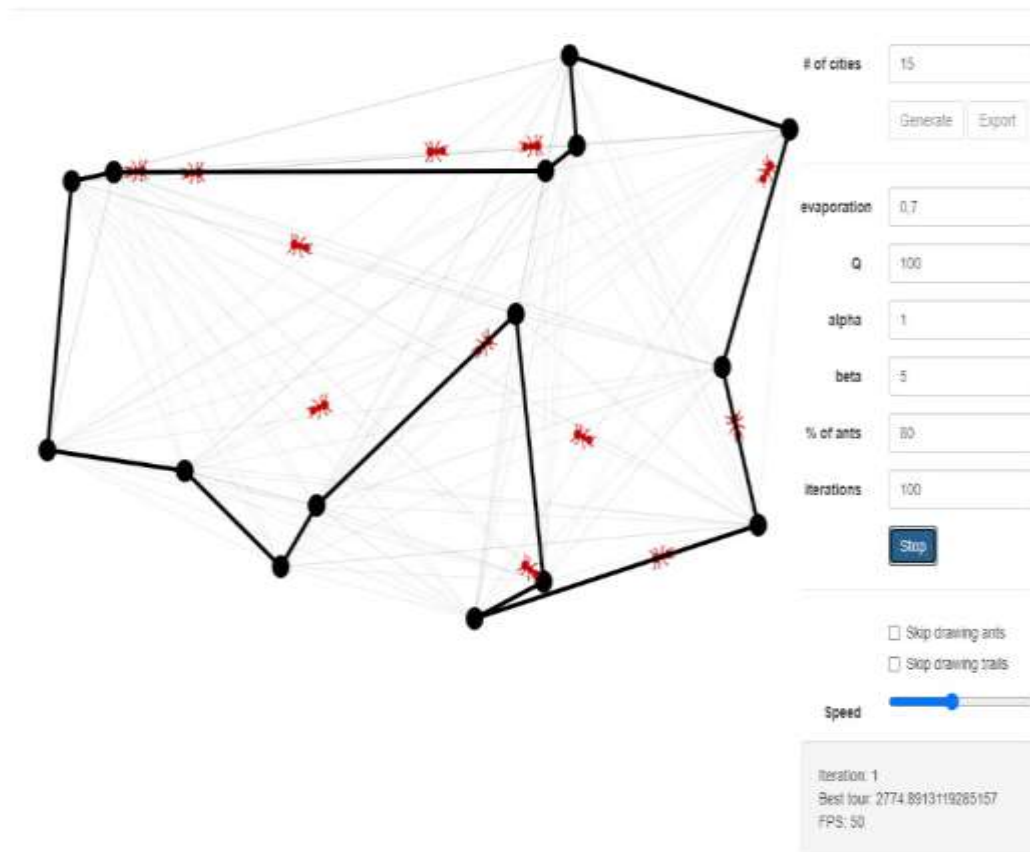 # of cities 15
Generate Export
evaporation 0,7
Q 100
alpha 1
beta 5
% of ants 80
iterations 100
Stop
Skip drawing ants
Skip drawing trails
Speed
Iteration: 1
Best tour: 2774.8913119285157
FPS: 50